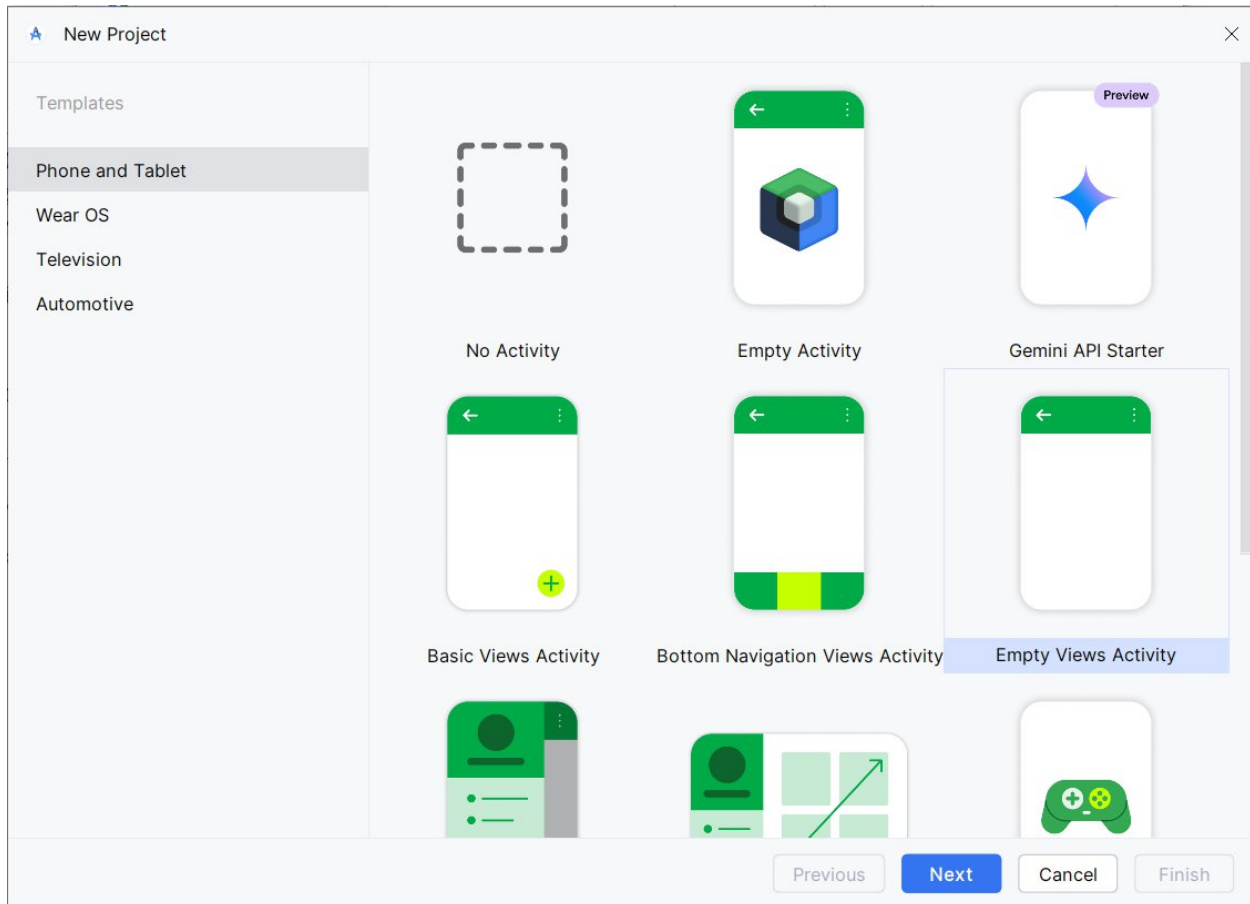 New Project
Templates
Phone and Tablet
Wear OS
Television
Automotive
Preview
No Activity
Empty Activity
Gemini API Starter
Basic Views Activity
Bottom Navigation Views Activity
Empty Views Activity
Previous
Next
Cancel
Finish